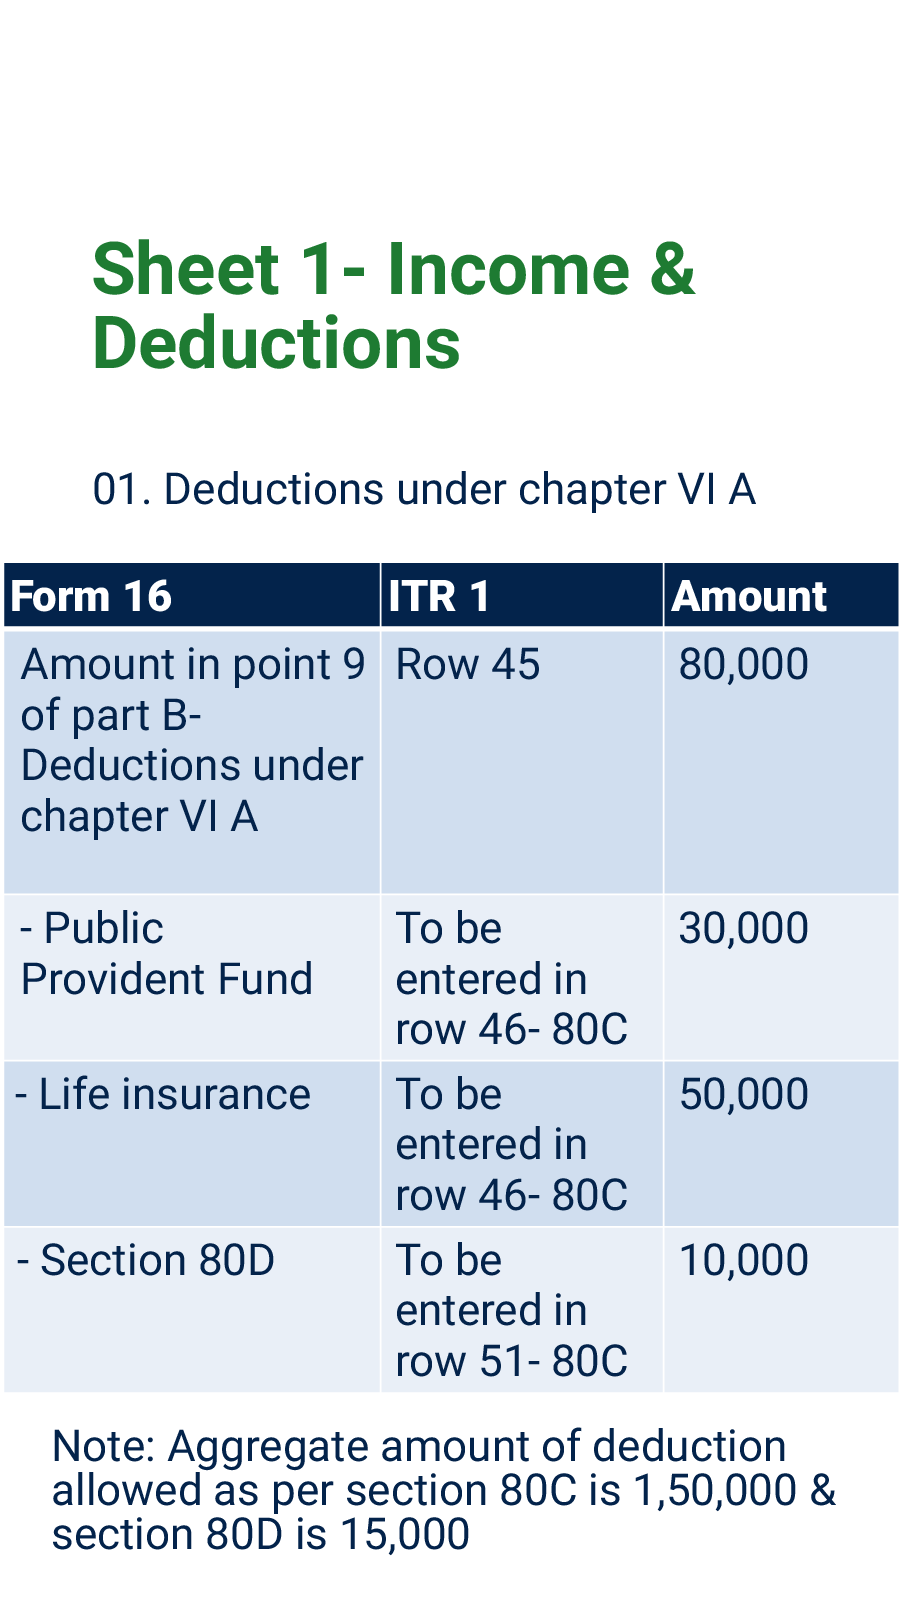 Sheet 1- Income &
Deductions
01. Deductions under chapter VI A
Form 16
ITR 1
Amount
Amount in point 9
of part B-
Deductions under
chapter VI A
Row 45
80,000
- Public
Provident Fund
To be
entered in
row 46- 80C
30,000
- Life insurance
To be
entered in
row 46- 80C
50,000
- Section 80D
To be
entered in
row 51- 80C
10,000
Note: Aggregate amount of deduction
allowed as per section 80C is 1,50,000 &
section 80D is 15,000